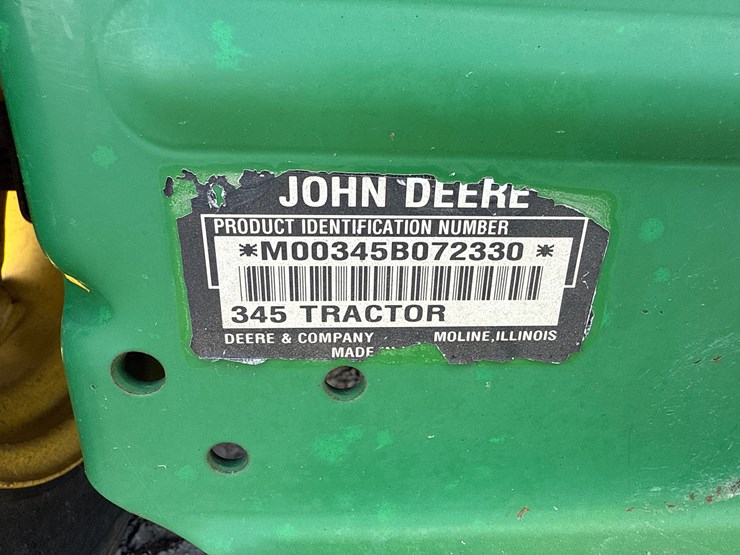 JOHN DEERE
PRODUCT IDENTIFICATION NUMBER
*M00345B072330*
345 TRACTOR
DEERE & COMPANY MOLINE, ILLINOIS
MADE